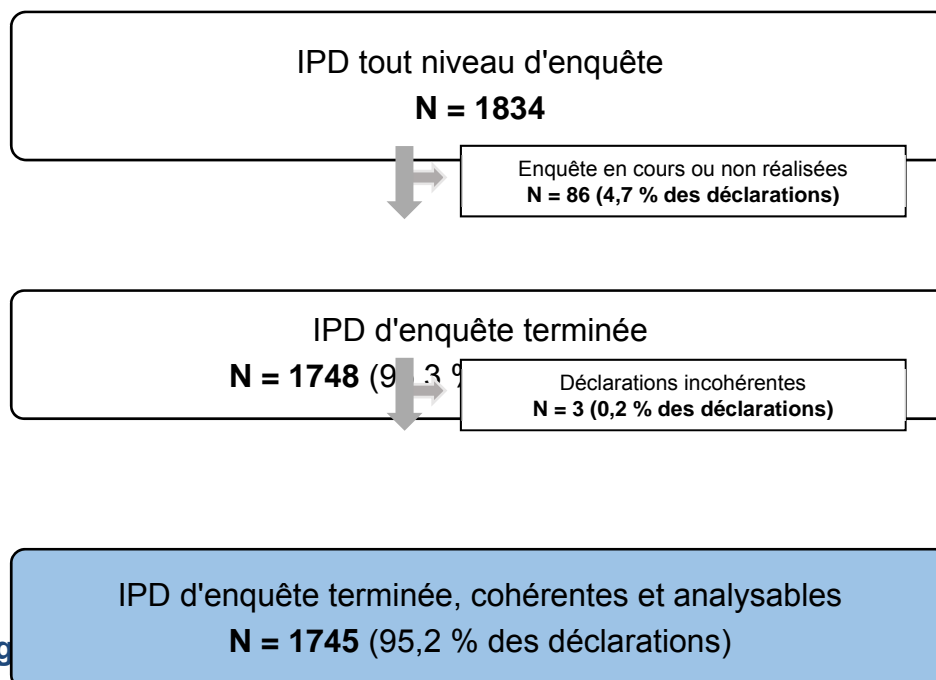 IPD tout niveau d'enquête
N = 1834
Enquête en cours ou non réalisées
N = 86 (4,7 % des déclarations)
IPD d'enquête terminée
N = 1748
Déclarations incohérentes
N = 3 (0,2 % des déclarations)
IPD d'enquête terminée, cohérentes et analysables
N = 1745 (95,2 % des déclarations)